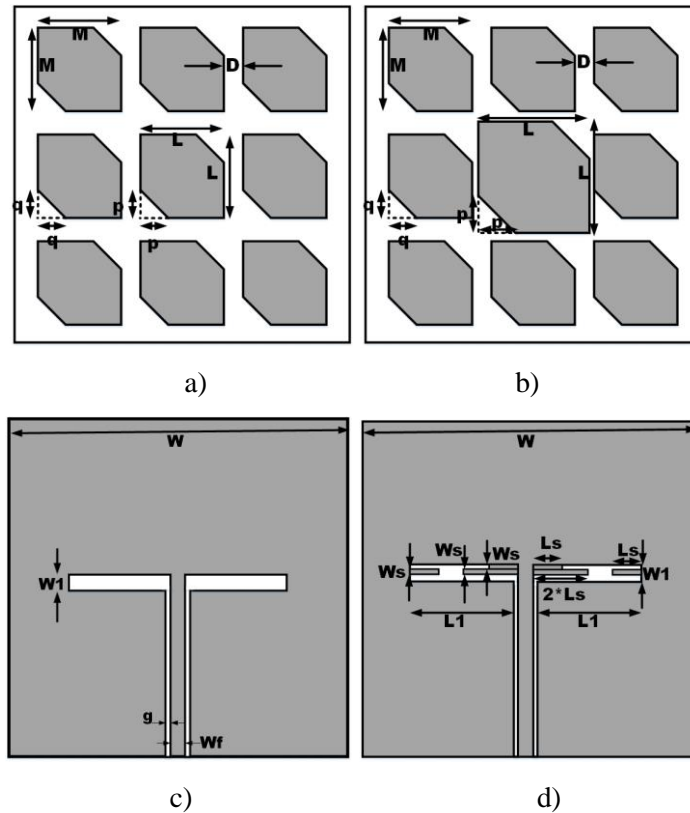 M M
M D D M
L L
L L
q p q p
q p q p
a) b)
W W
Ws Ws Ls Ls
W1 Ws W1
2*Ls
L1 L1
g
Wf
c) d)